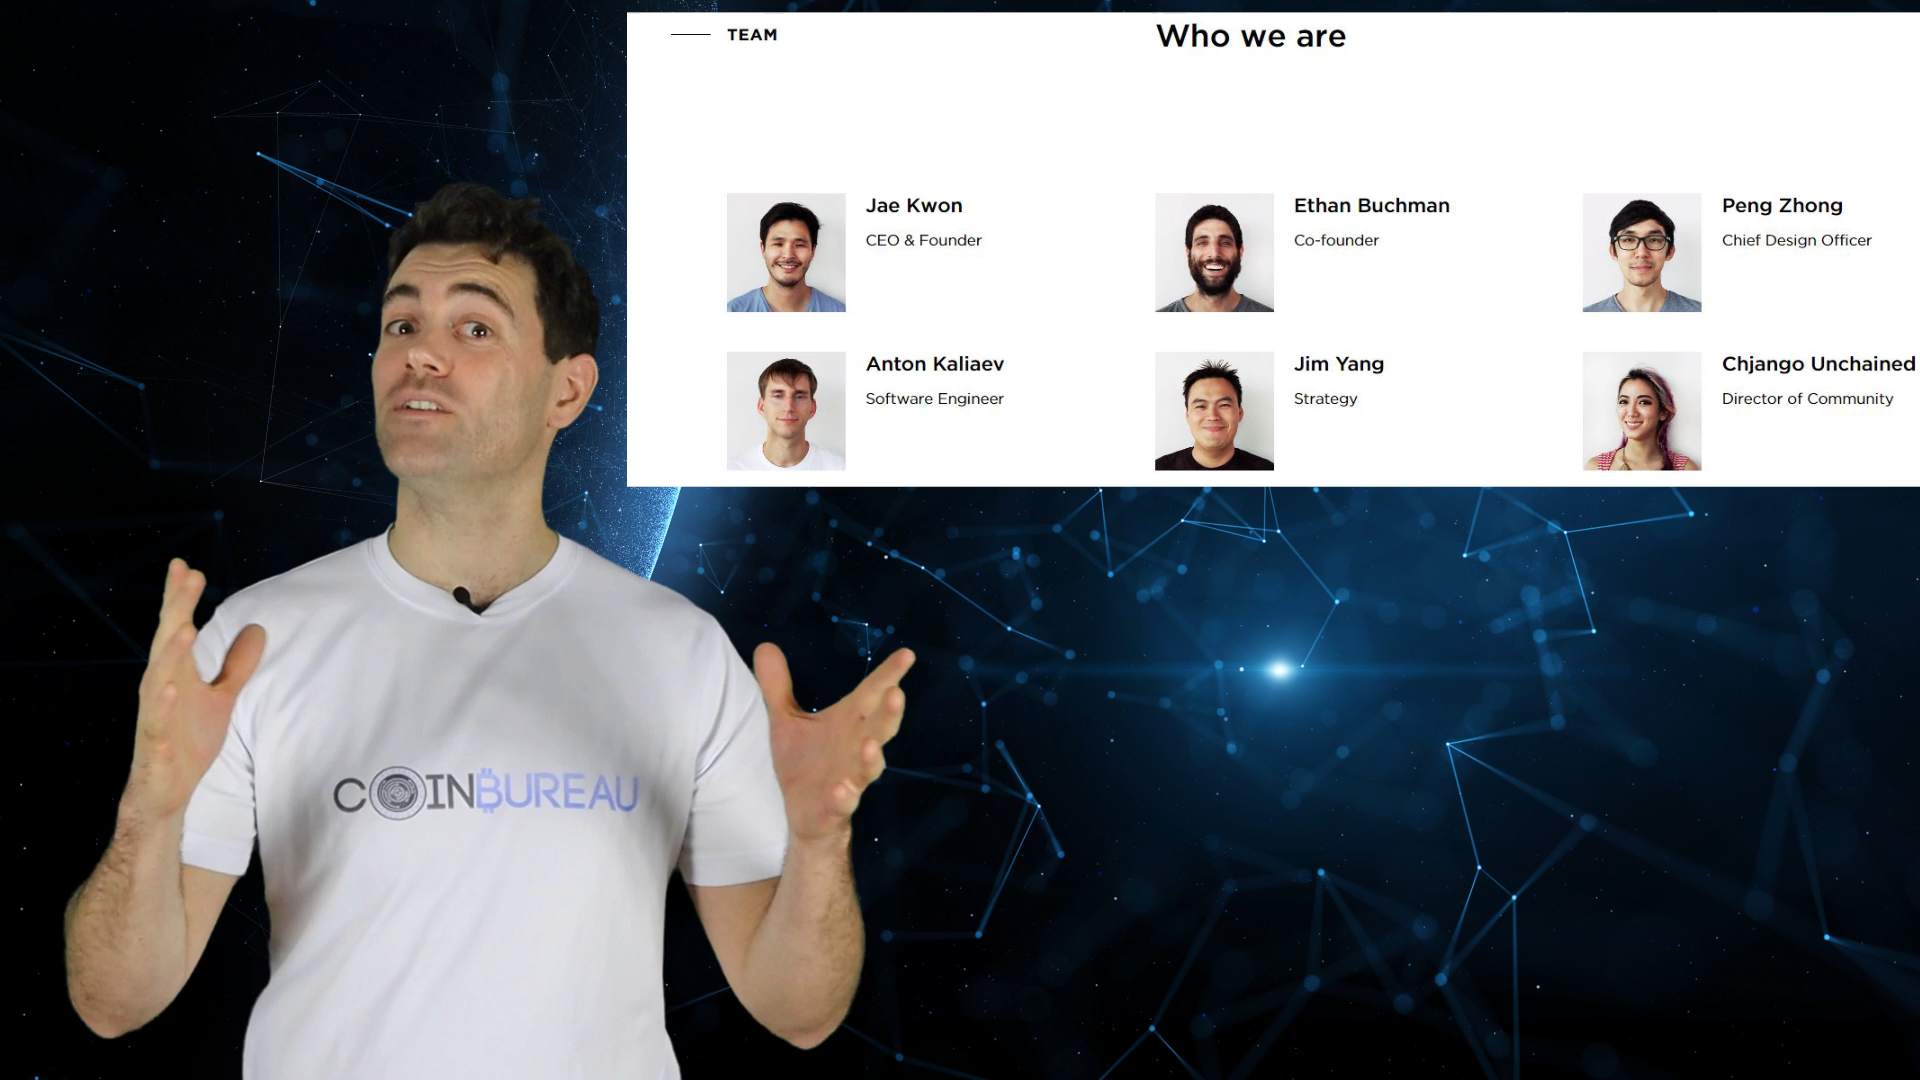 TEAM
Who we are
Jae Kwon
CEO & Founder
Ethan Buchman
Co-founder
Peng Zhong
Chief Design Officer
Anton Kaliaev
Software Engineer
Jim Yang
Strategy
Chjango Unchained
Director of Community
COINBUREAU